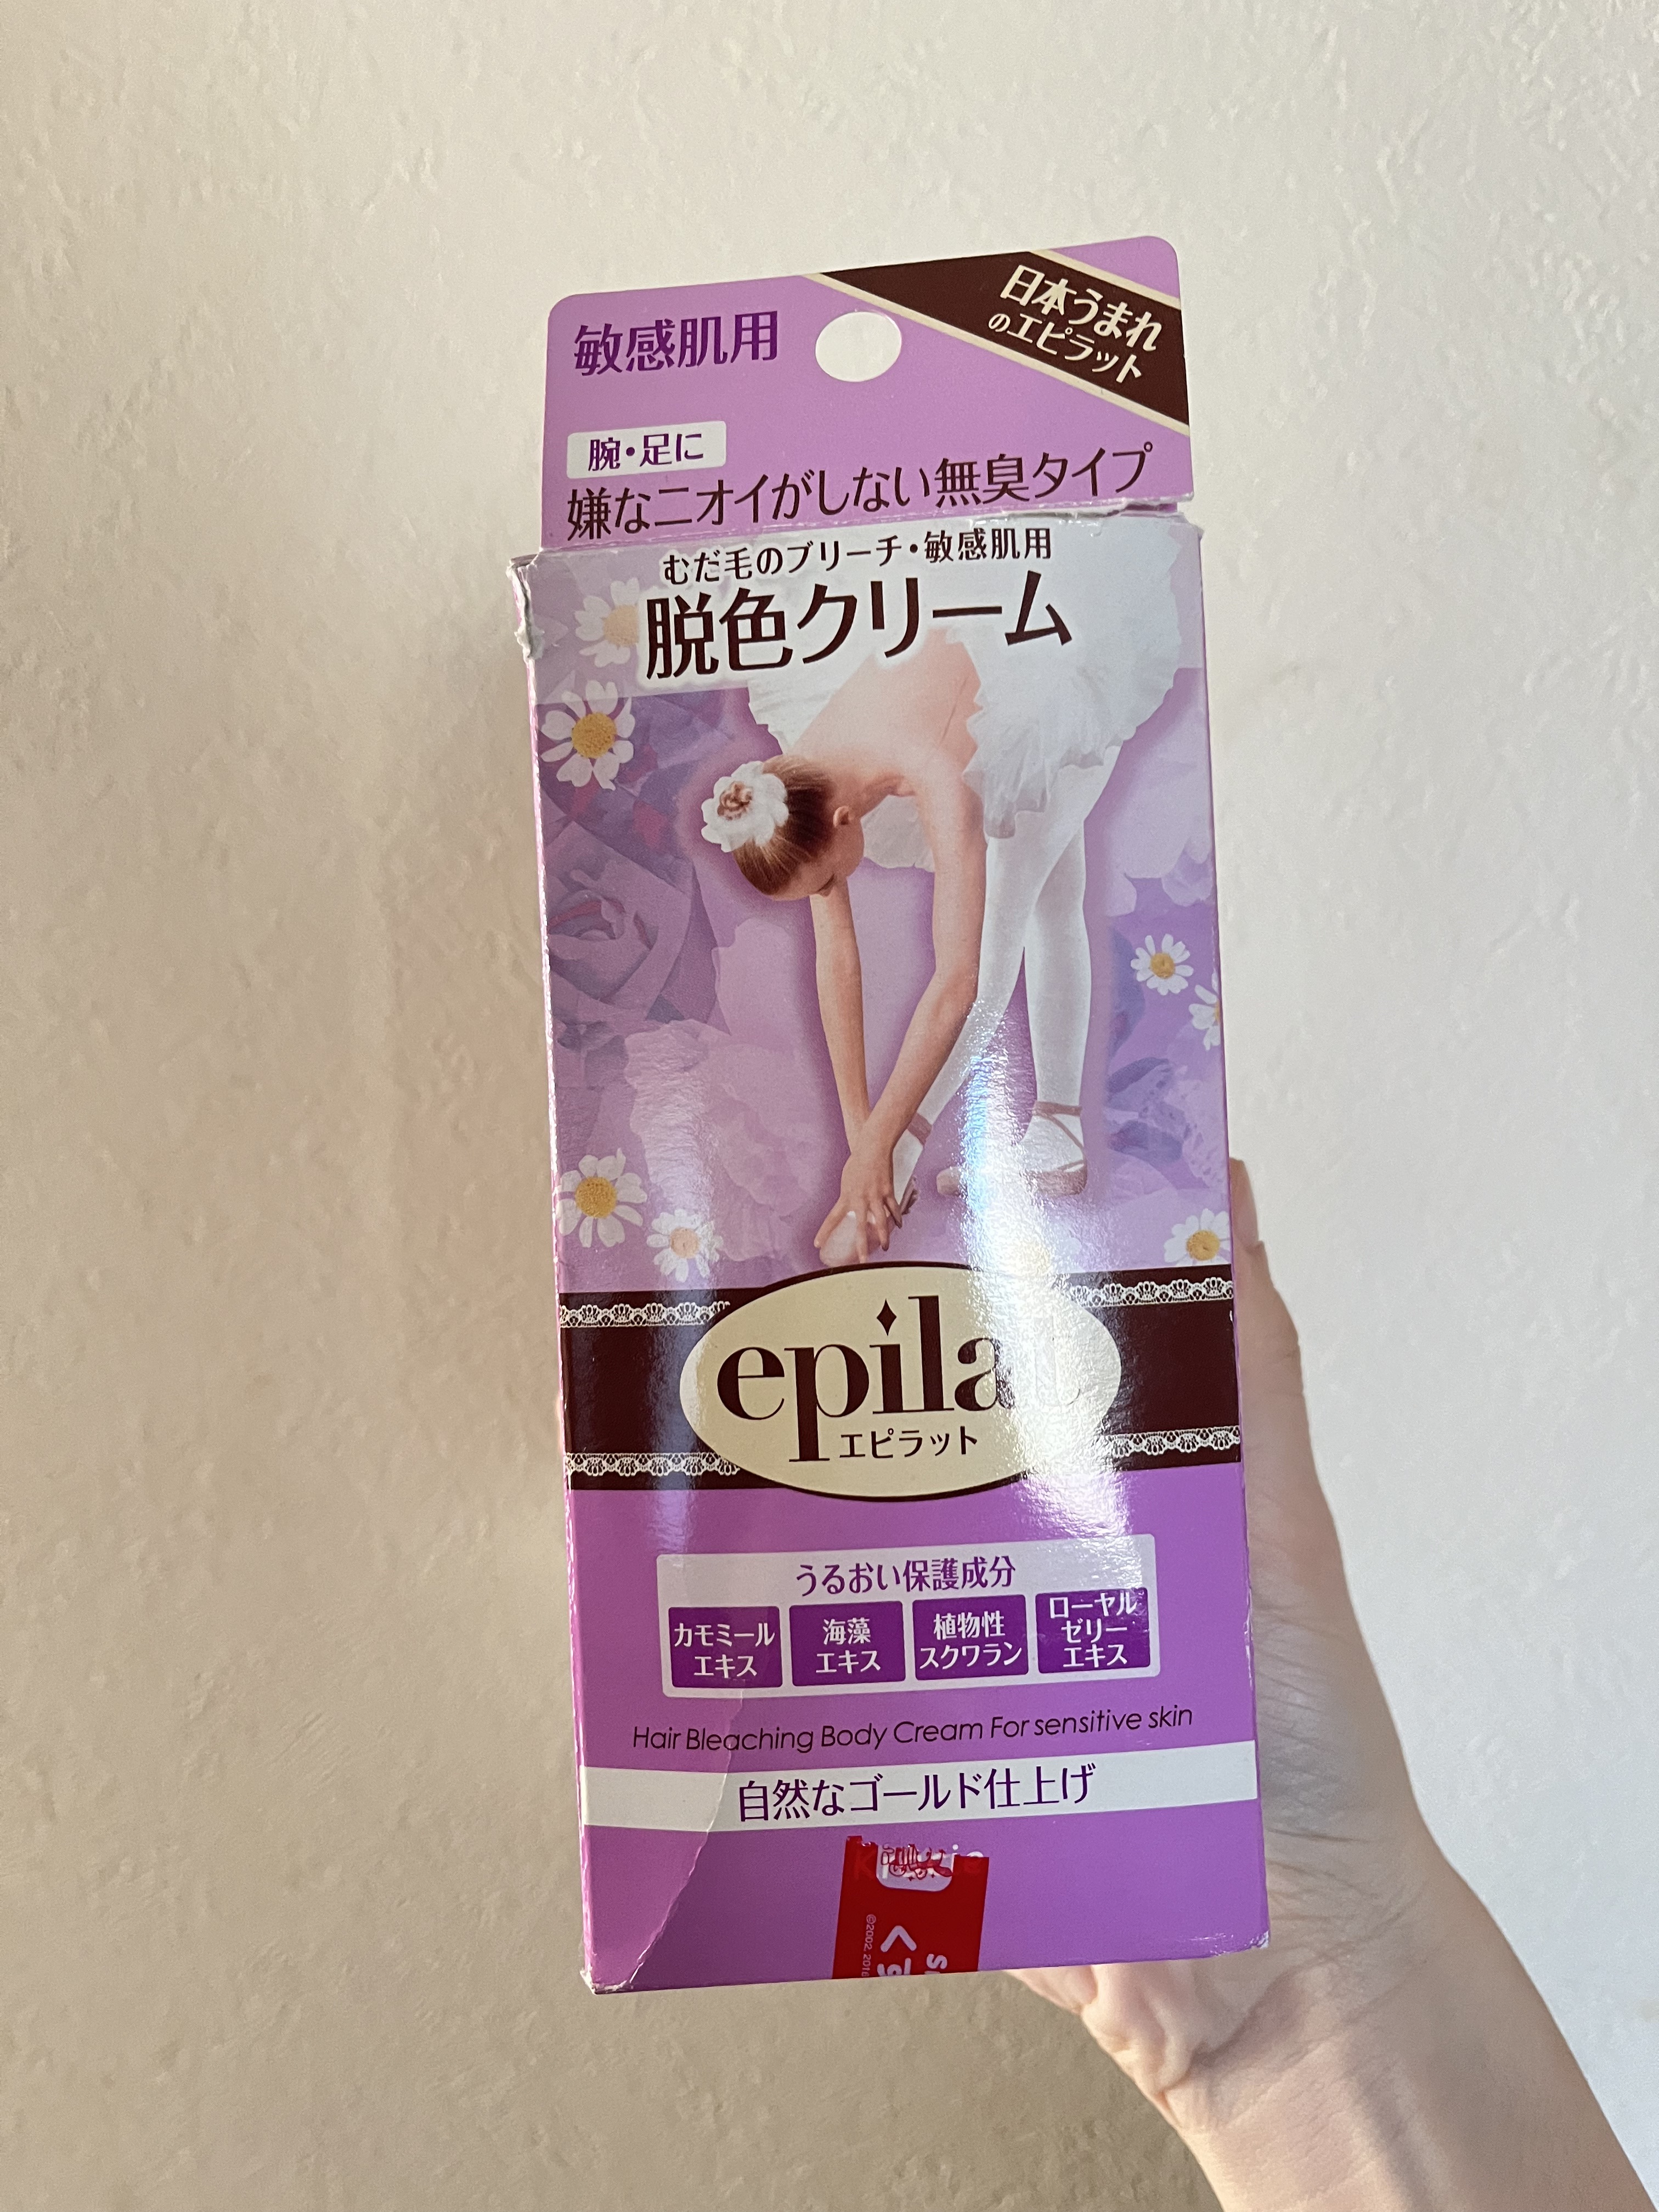 敏感肌用
日本うまれ
のエピラット
腕・足に
嫌なニオイがしない無臭タイプ
むだ毛のブリーチ・敏感肌用
脱色クリーム
epilat
エピラット
うるおい保護成分
カモミール
エキス
海藻
エキス
植物性
スクワラン
ローヤル
ゼリー
エキス
Hair Bleaching Body Cream For sensitive skin
自然なゴールド仕上げ